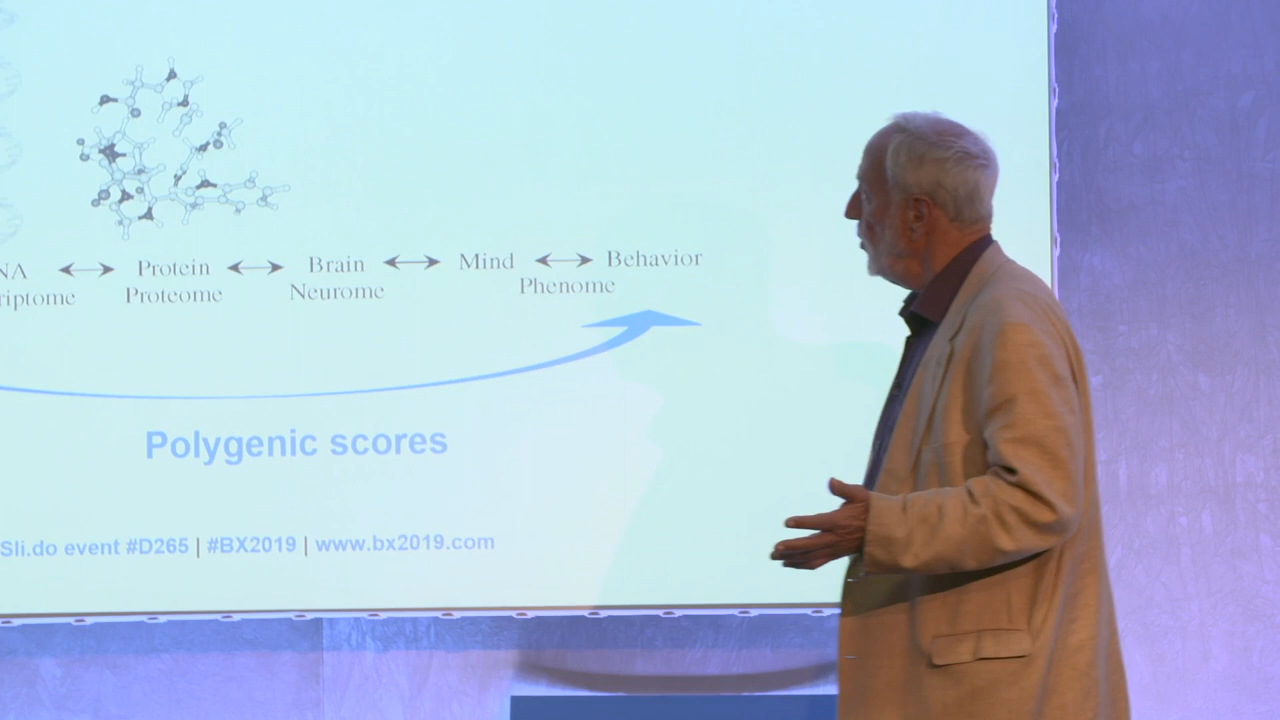 NA ↔ Protein ↔ Brain ↔ Mind ↔ Behavior
riptome Proteome Neurome Phenome
Polygenic scores
Sli.do event #D265 | #BX2019 | www.bx2019.com